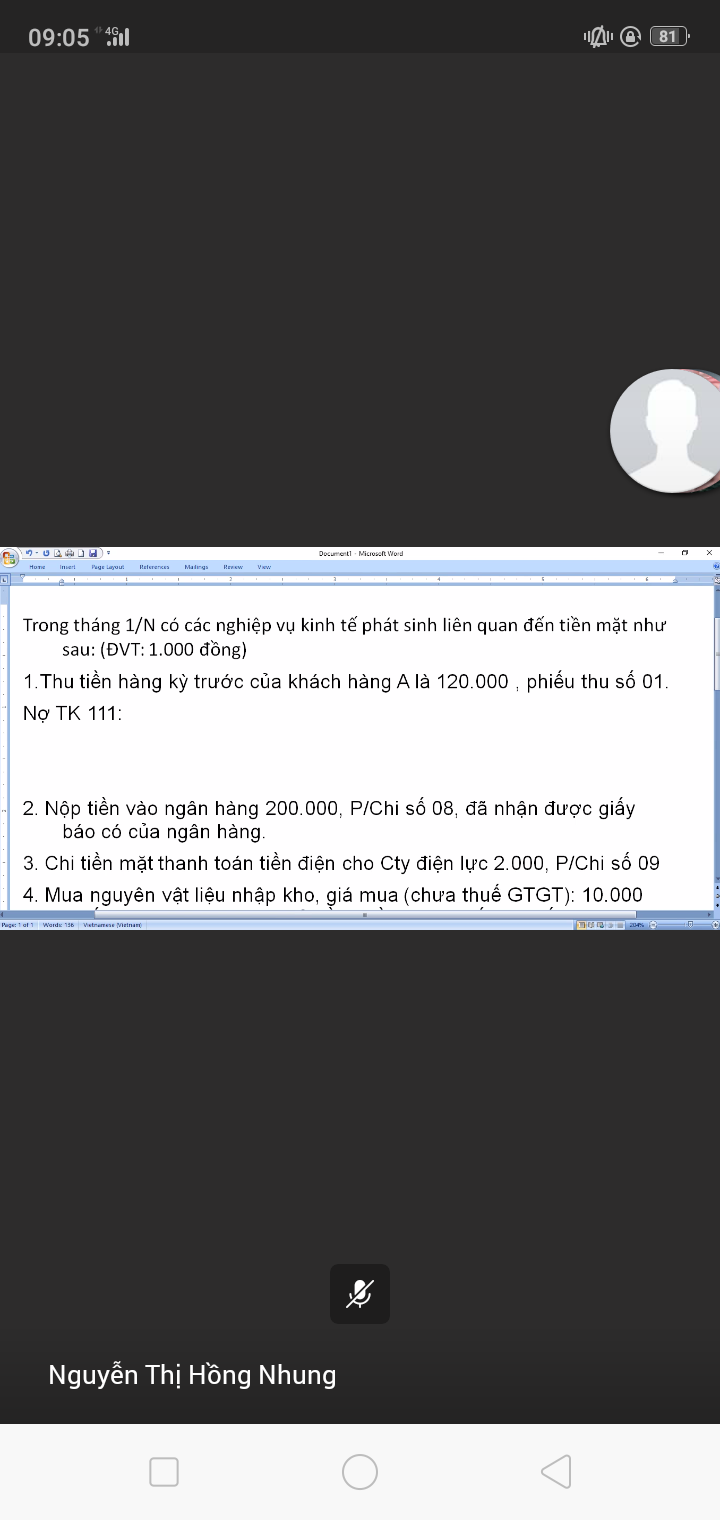 09:05 4G 81
Document1 - Microsoft Word
Home Insert Page Layout References Mailings Review View
Trong tháng 1/N có các nghiệp vụ kinh tế phát sinh liên quan đến tiền mặt như
sau: (ĐVT: 1.000 đồng)
1.Thu tiền hàng kỳ trước của khách hàng A là 120.000 , phiếu thu số 01.
Nợ TK 111:
2. Nộp tiền vào ngân hàng 200.000, P/Chi số 08, đã nhận được giấy
báo có của ngân hàng.
3. Chi tiền mặt thanh toán tiền điện cho Cty điện lực 2.000, P/Chi số 09
4. Mua nguyên vật liệu nhập kho, giá mua (chưa thuế GTGT): 10.000
Page: 1 of 1 Words: 136 Vietnamese (Vietnam) 204%
Nguyễn Thị Hồng Nhung